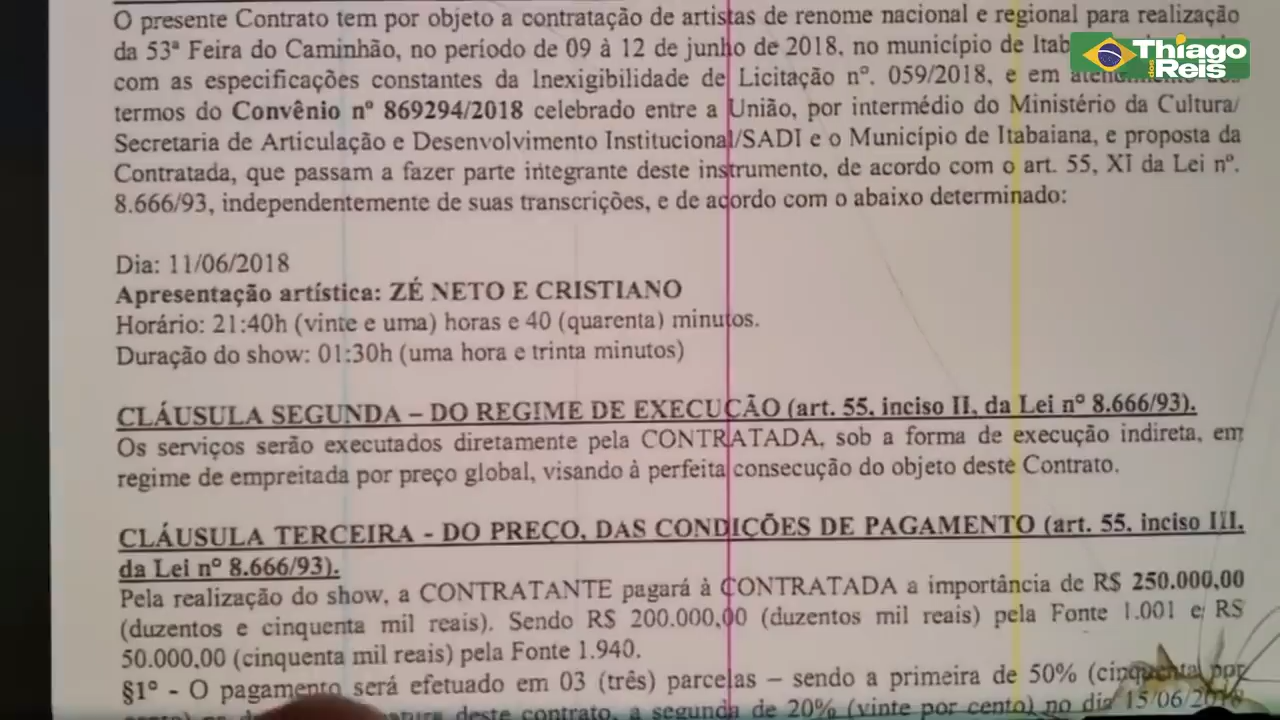 O presente Contrato tem por objeto a contratação de artistas de renome nacional e regional para realização
da 53ª Feira do Caminhão, no período de 09 à 12 de junho de 2018, no município de
com as especificações constantes da Inexigibilidade de Licitação nº. 059/2018, e em
termos do Convênio nº 869294/2018 celebrado entre a União, por intermédio do Ministério da Cultura/
Secretaria de Articulação e Desenvolvimento Institucional/SADI e o Município de Itabaiana, e proposta da
Contratada, que passam a fazer parte integrante deste instrumento, de acordo com o art. 55, XI da Lei nº.
8.666/93, independentemente de suas transcrições, e de acordo com o abaixo determinado:
Thiago
dos
Reis
Dia: 11/06/2018
Apresentação artística: ZÉ NETO E CRISTIANO
Horário: 21:40h (vinte e uma) horas e 40 (quarenta) minutos.
Duração do show: 01:30h (uma hora e trinta minutos)
CLÁUSULA SEGUNDA – DO REGIME DE EXECUÇÃO (art. 55, inciso II, da Lei nº 8.666/93).
Os serviços serão executados diretamente pela CONTRATADA, sob a forma de execução indireta, em
regime de empreitada por preço global, visando à perfeita consecução do objeto deste Contrato.
CLÁUSULA TERCEIRA - DO PREÇO, DAS CONDIÇÕES DE PAGAMENTO (art. 55, inciso III,
da Lei nº 8.666/93).
Pela realização do show, a CONTRATANTE pagará à CONTRATADA a importância de R$ 250.000,00
(duzentos e cinquenta mil reais). Sendo R$ 200.000,00 (duzentos mil reais) pela Fonte 1.001 e R$
50.000,00 (cinquenta mil reais) pela Fonte 1.940.
§1º - O pagamento será efetuado em 03 (três) parcelas – sendo a primeira de 50% (cinquenta por
deste contrato, a segunda de 20% (vinte por cento) no dia 15/06/2018